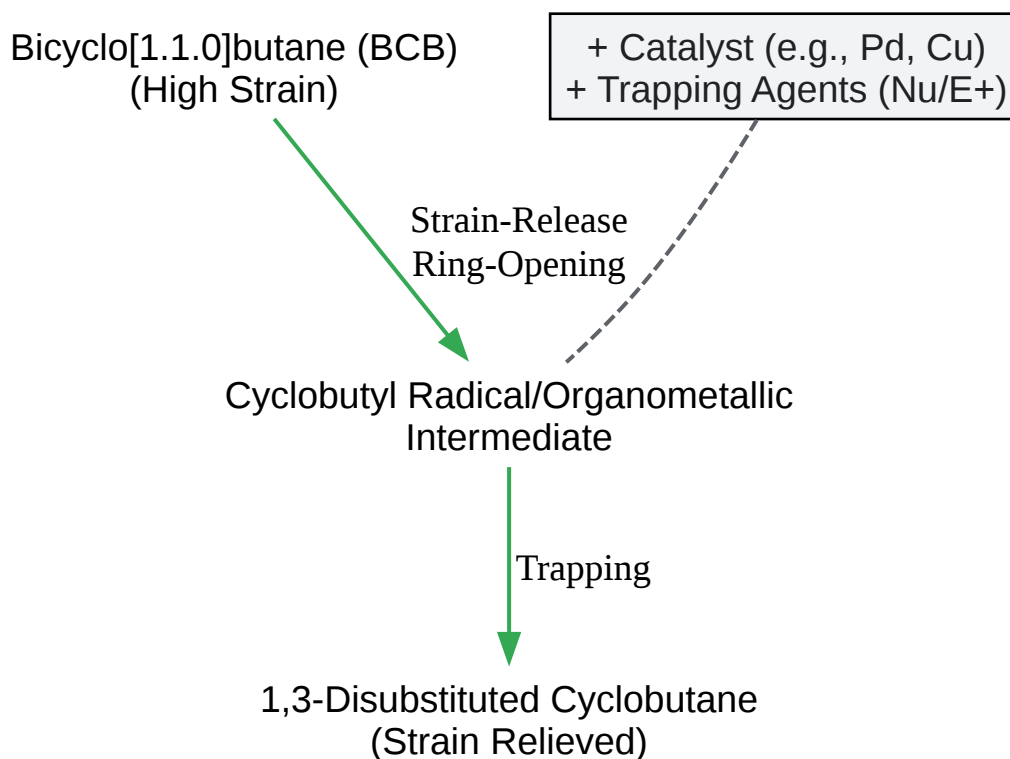 Bicyclo[1.1.0]butane (BCB)
(High Strain)
+ Catalyst (e.g., Pd, Cu)
+ Trapping Agents (Nu/E+)
Strain-Release
Ring-Opening
Cyclobutyl Radical/Organometallic
Intermediate
Trapping
1,3-Disubstituted Cyclobutane
(Strain Relieved)